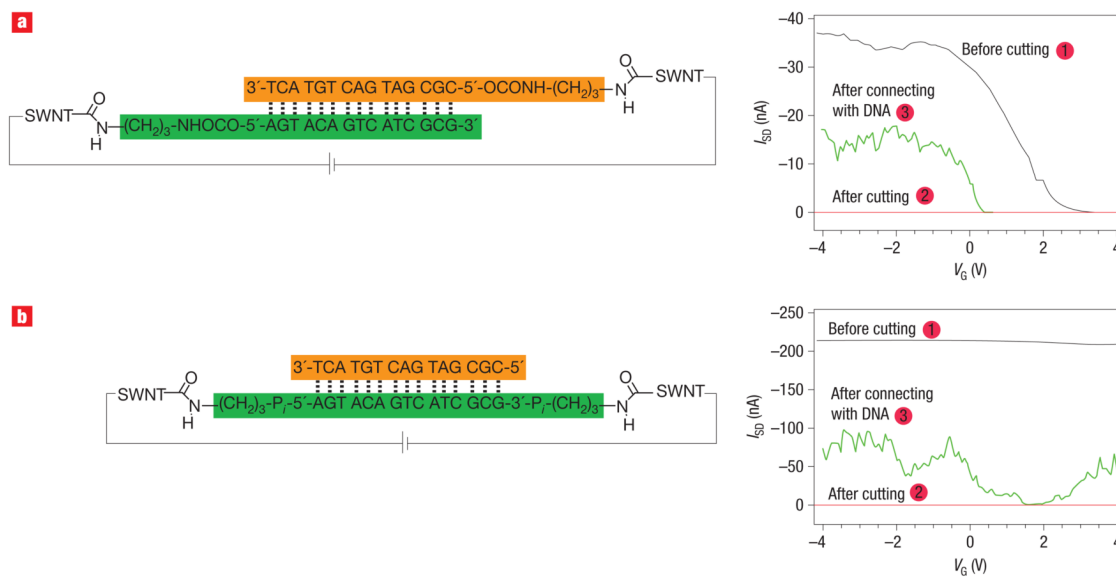 a
3´-TCA TGT CAG TAG CGC-5´-OCONH-(CH₂)₃
O
N
H
SWNT
SWNT
O
N
H
(CH₂)₃-NHOCO-5´-AGT ACA GTC ATC GCG-3´
−40
−30
−20
−10
0
I_SD (nA)
Before cutting 1
After connecting
with DNA 3
After cutting 2
−4 −2 0 2 4
V_G (V)
b
3´-TCA TGT CAG TAG CGC-5´
SWNT
O
N
H
(CH₂)₃-Pᵢ-5´-AGT ACA GTC ATC GCG-3´-Pᵢ-(CH₂)₃
O
N
H
SWNT
−250
−200
−150
−100
−50
0
I_SD (nA)
Before cutting 1
After connecting
with DNA 3
After cutting 2
−4 −2 0 2 4
V_G (V)